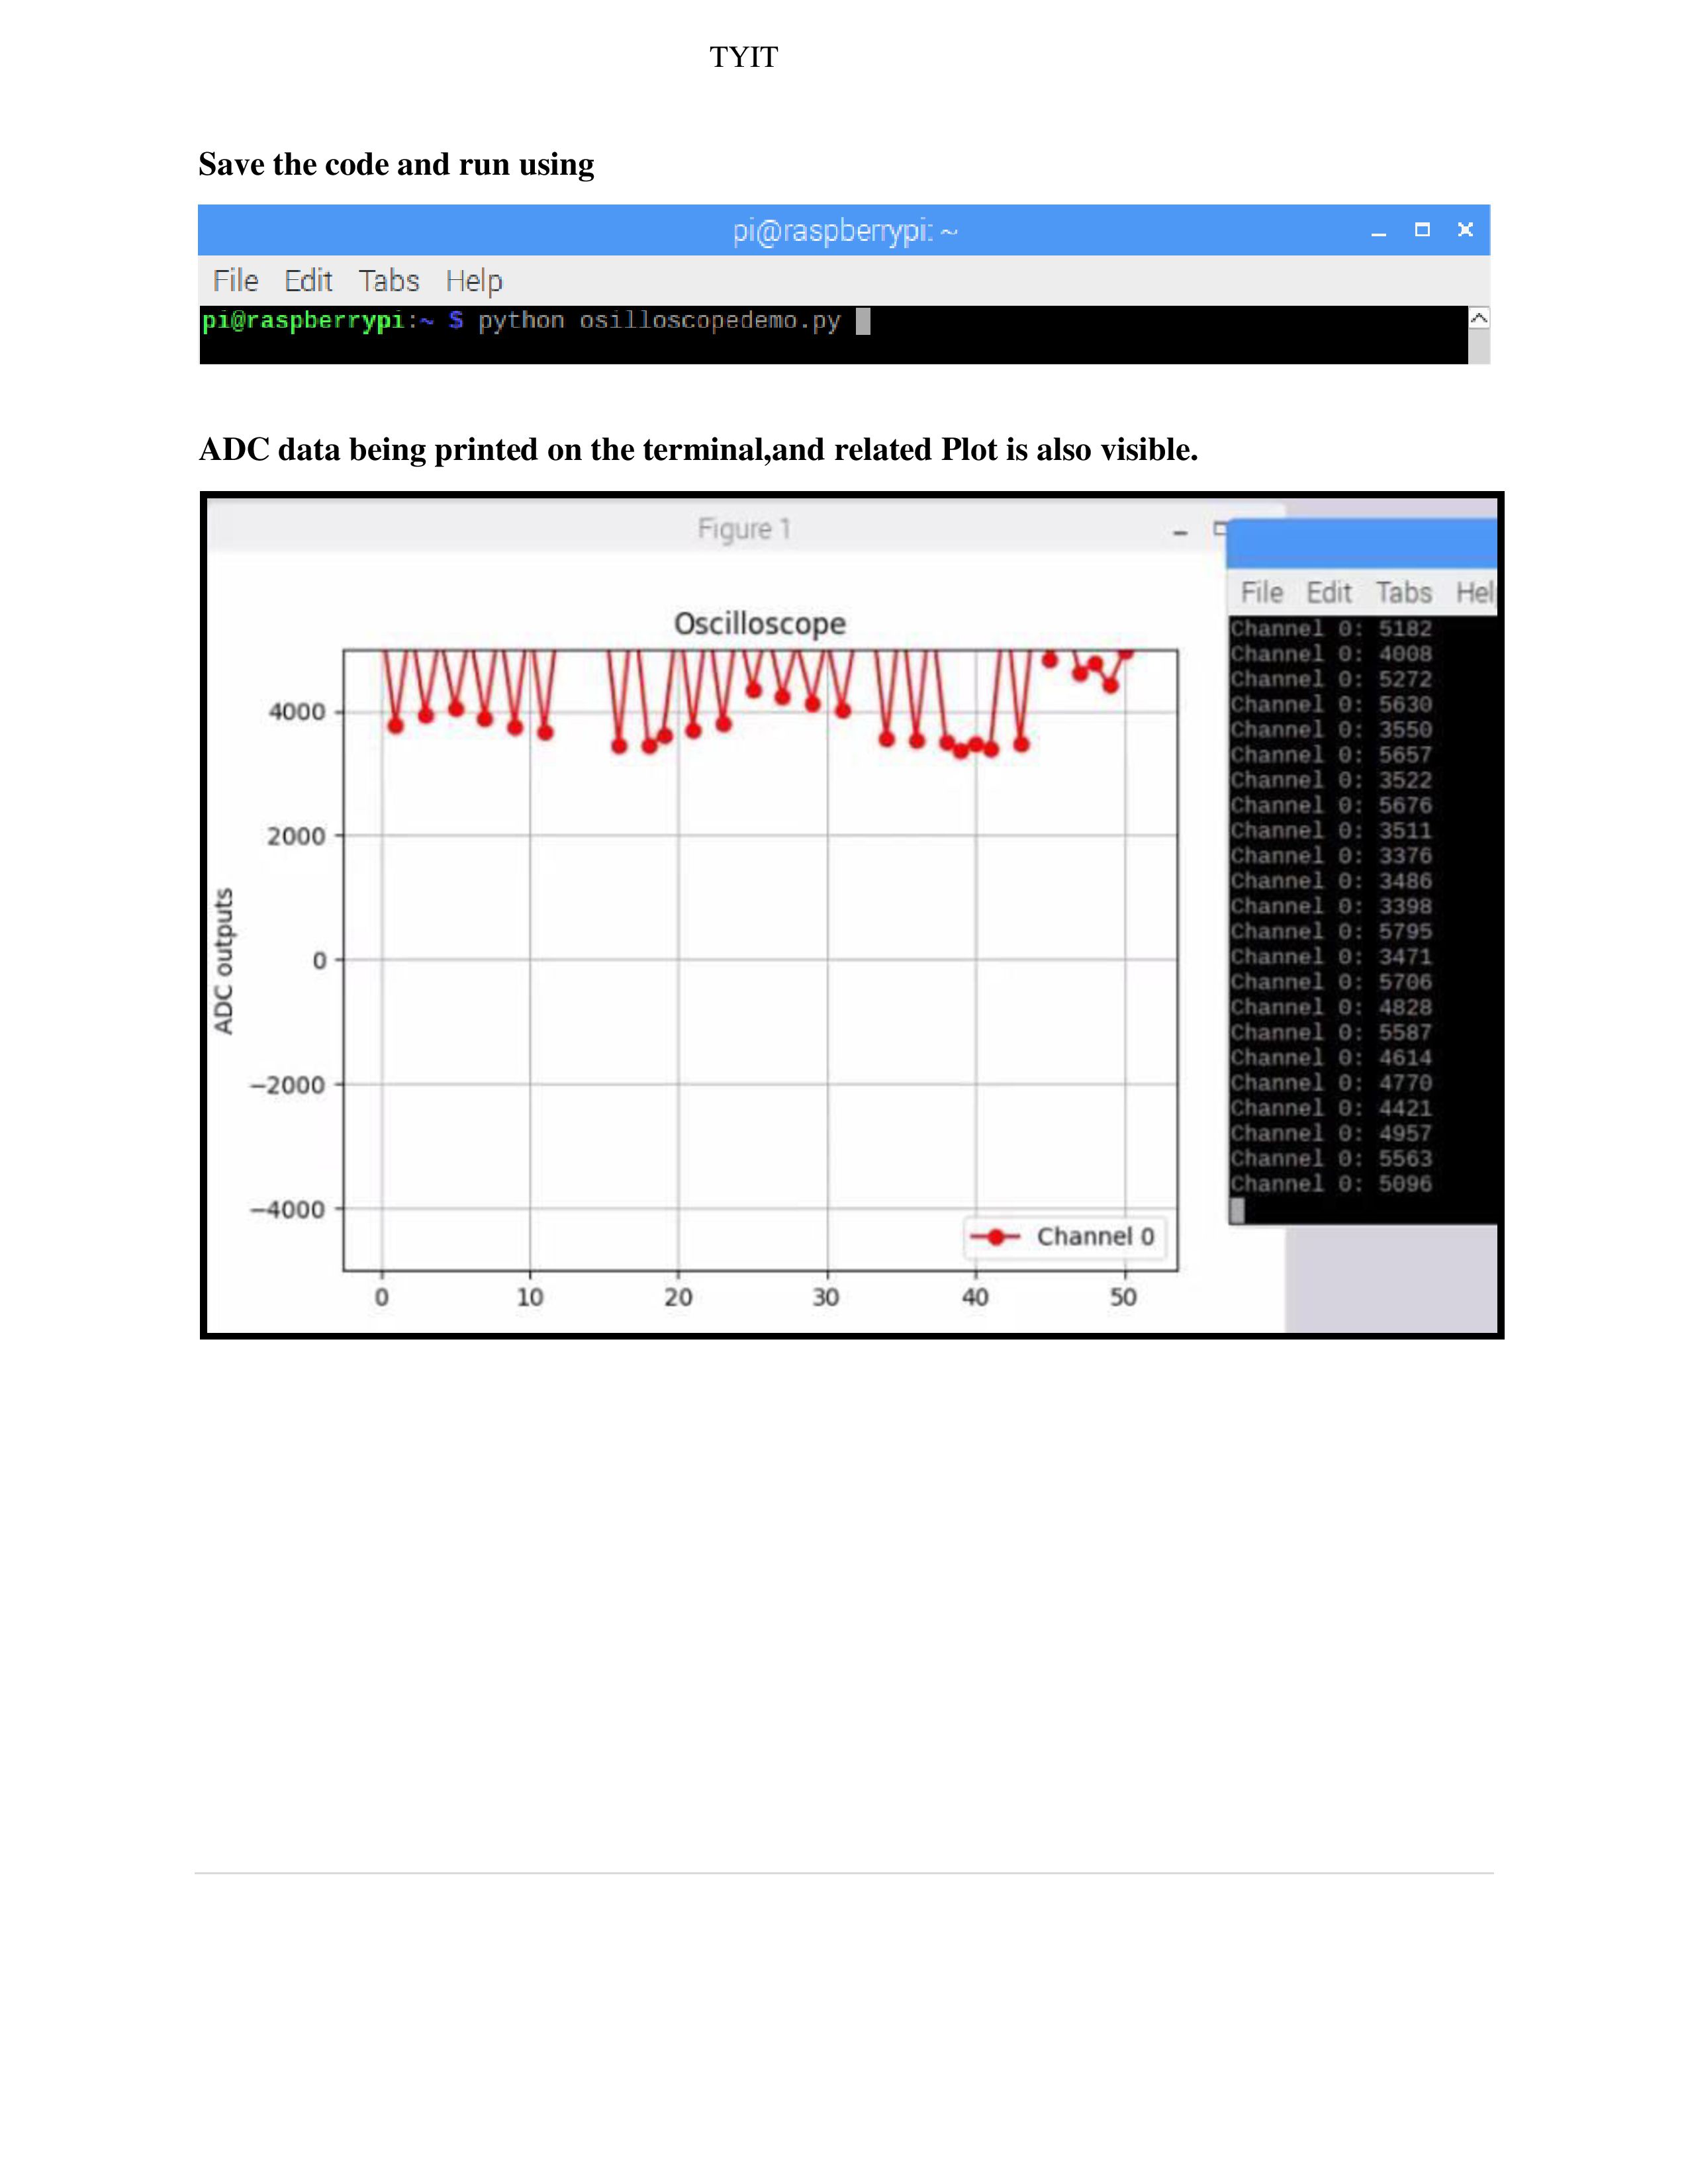 TYIT
Save the code and run using
pi@raspberrypi: ~
File Edit Tabs Help
pi@raspberrypi:~ $ python osilloscopedemo.py
ADC data being printed on the terminal,and related Plot is also visible.
Figure 1
Oscilloscope
4000
2000
0
−2000
−4000
ADC outputs
0 10 20 30 40 50
Channel 0
File Edit Tabs Hel
Channel 0: 5182
Channel 0: 4008
Channel 0: 5272
Channel 0: 5630
Channel 0: 3550
Channel 0: 5657
Channel 0: 3522
Channel 0: 5676
Channel 0: 3511
Channel 0: 3376
Channel 0: 3486
Channel 0: 3398
Channel 0: 5795
Channel 0: 3471
Channel 0: 5706
Channel 0: 4828
Channel 0: 5587
Channel 0: 4614
Channel 0: 4770
Channel 0: 4421
Channel 0: 4957
Channel 0: 5563
Channel 0: 5096